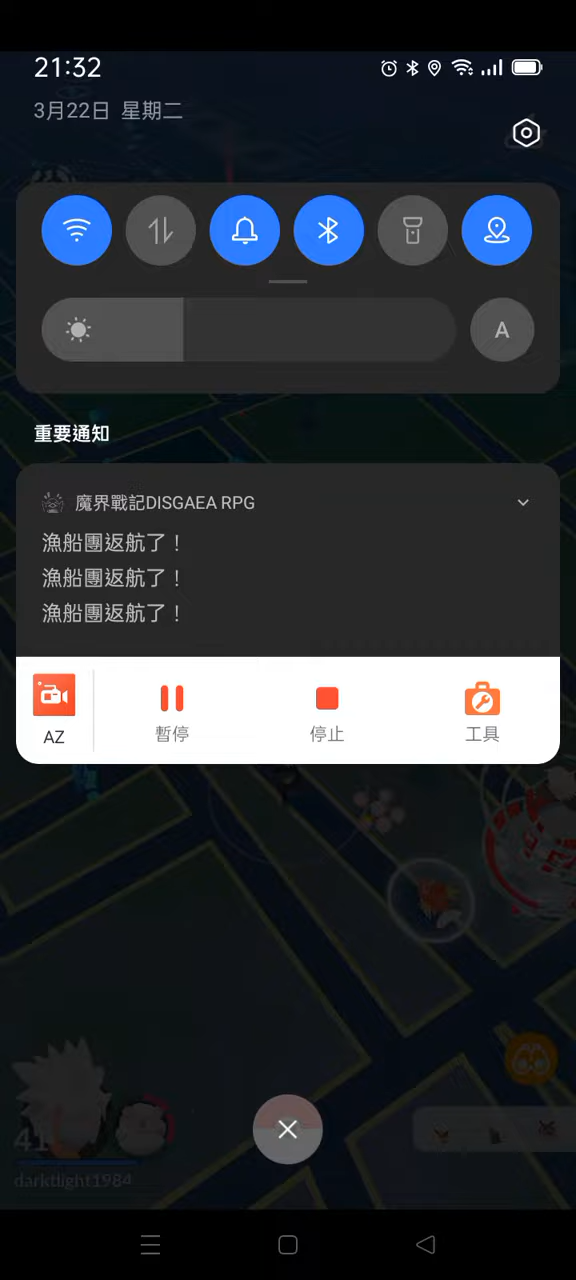 21:32
3月22日 星期二
A
重要通知
魔界戰記DISGAEA RPG
漁船團返航了！
漁船團返航了！
漁船團返航了！
AZ
暫停
停止
工具
41
darktlight1984